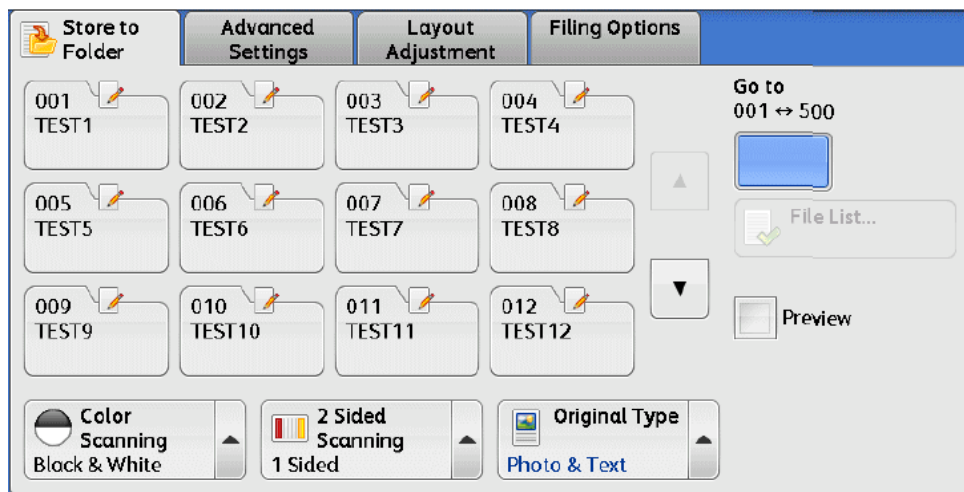 Store to
Folder
Advanced
Settings
Layout
Adjustment
Filing Options
001
TEST1
002
TEST2
003
TEST3
004
TEST4
Go to
001 ↔ 500
005
TEST5
006
TEST6
007
TEST7
008
TEST8
File List...
009
TEST9
010
TEST10
011
TEST11
012
TEST12
Preview
Color
Scanning
Black & White
2 Sided
Scanning
1 Sided
Original Type
Photo & Text